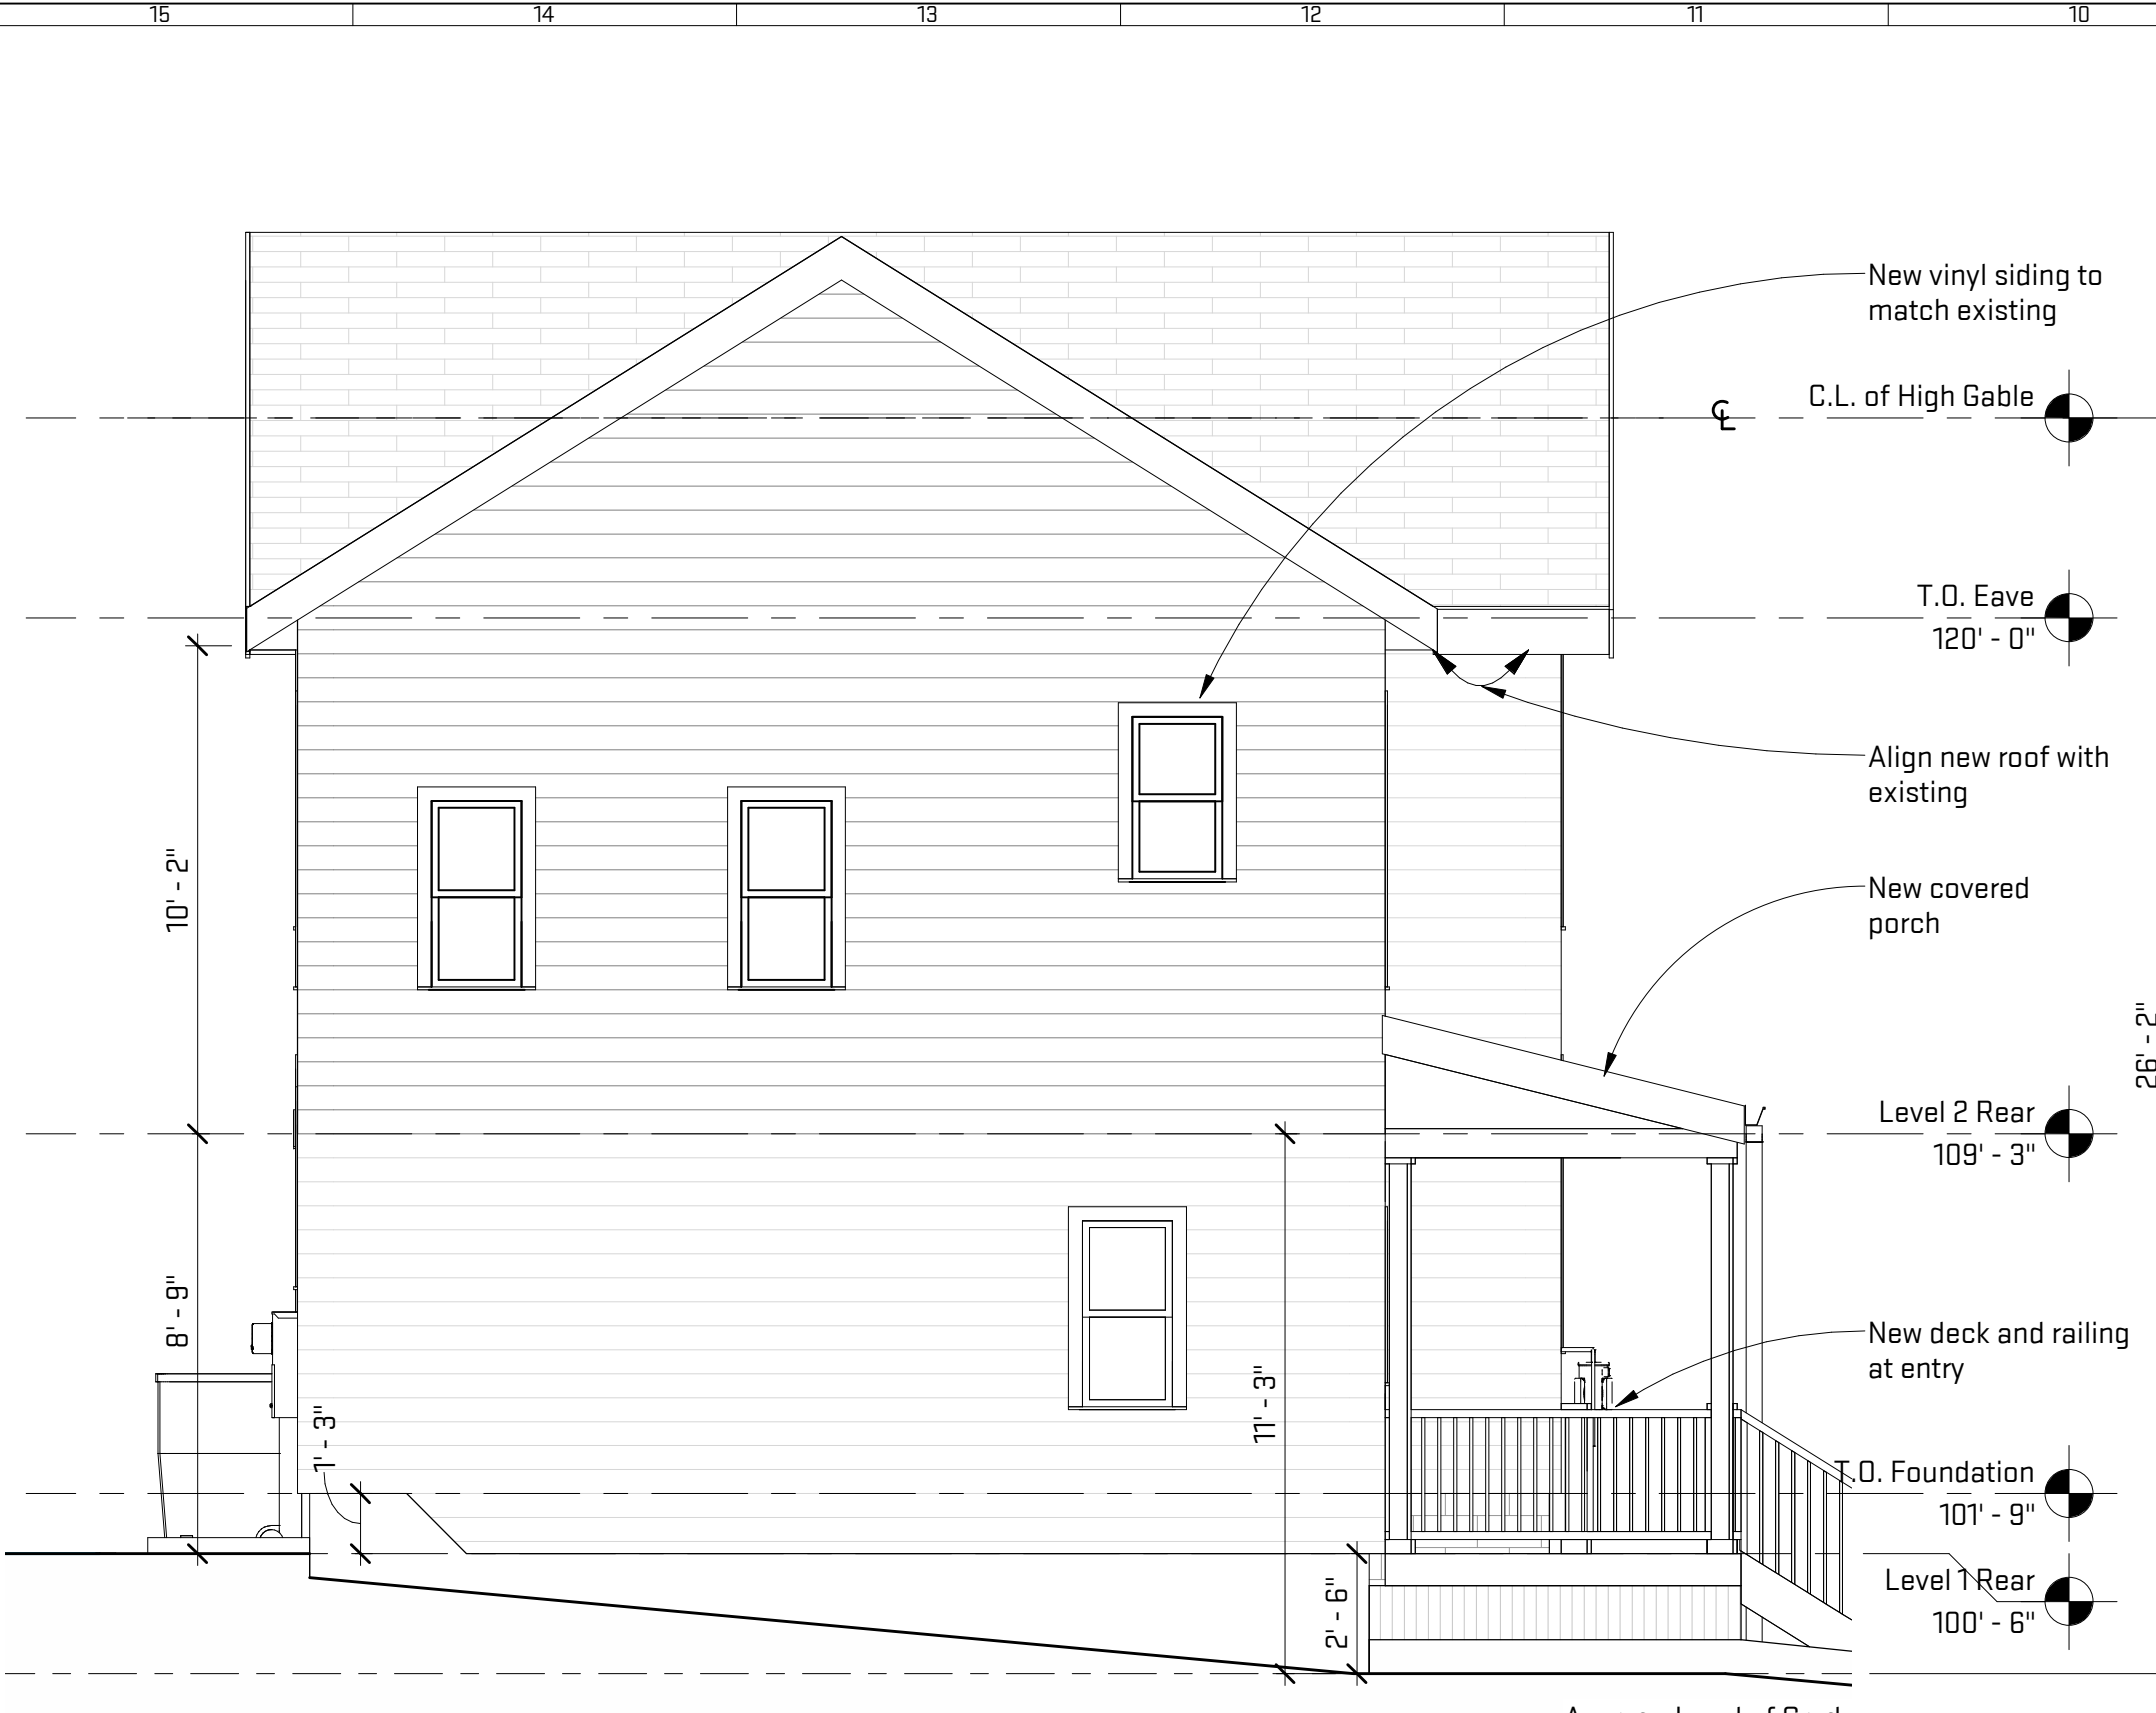 15 14 13 12 11 10
New vinyl siding to
match existing
C.L. of High Gable
T.O. Eave
120' - 0"
Align new roof with
existing
10' - 2"
New covered
porch
26' - 2"
Level 2 Rear
109' - 3"
8' - 9"
New deck and railing
at entry
11' - 3"
1' - 3"
T.O. Foundation
101' - 9"
Level 1 Rear
100' - 6"
2' - 6"